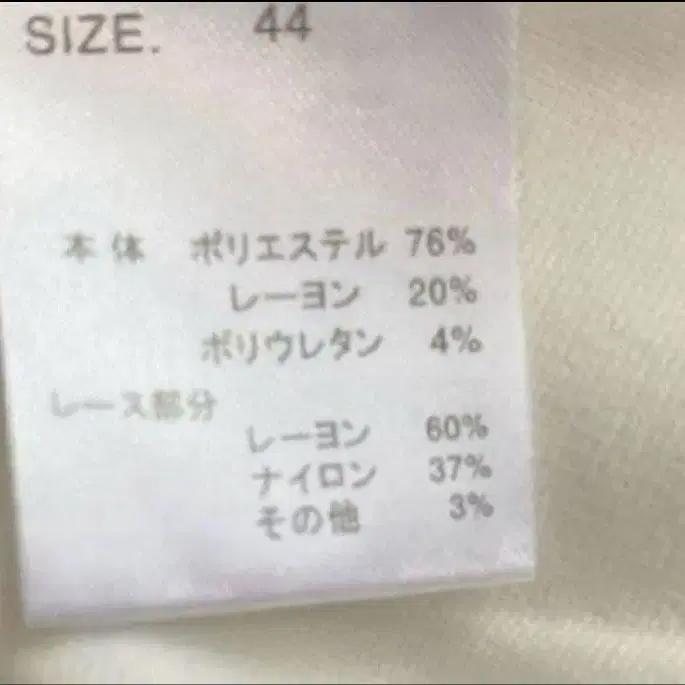 SIZE. 44
本体 ポリエステル 76%
レーヨン 20%
ポリウレタン 4%
レース部分
レーヨン 60%
ナイロン 37%
その他 3%